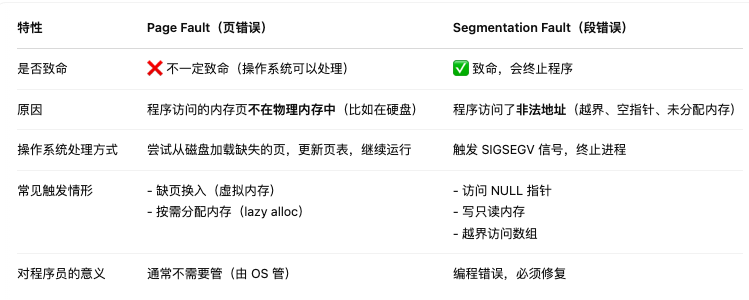 特性 Page Fault（页错误） Segmentation Fault（段错误）
是否致命 ❌ 不一定致命（操作系统可以处理） ✅ 致命，会终止程序
原因 程序访问的内存页不在物理内存中（比如在硬盘） 程序访问了非法地址（越界、空指针、未分配内存）
操作系统处理方式 尝试从磁盘加载缺失的页，更新页表，继续运行 触发 SIGSEGV 信号，终止进程
常见触发情形 - 缺页换入（虚拟内存） - 访问 NULL 指针
- 按需分配内存（lazy alloc） - 写只读内存
- 越界访问数组
对程序员的意义 通常不需要管（由 OS 管） 编程错误，必须修复